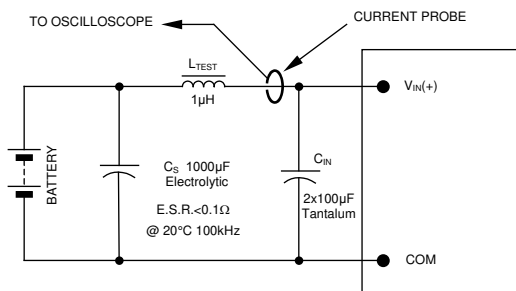 TO OSCILLOSCOPE
CURRENT PROBE
LTEST
1µH
VIN(+)
BATTERY
CS 1000µF
Electrolytic
E.S.R.<0.1Ω
@ 20°C 100kHz
CIN
2x100µF
Tantalum
COM